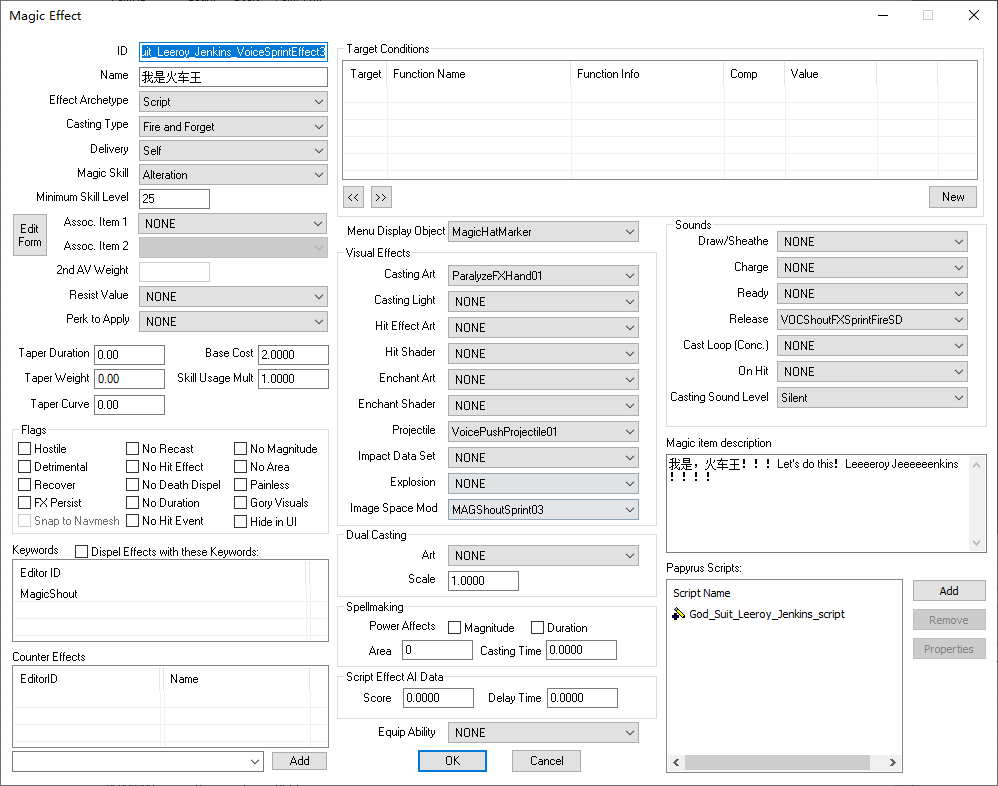 Magic Effect
ID
uit_Leeroy_Jenkins_VoiceSprintEffect3
Name
我是火车王
Effect Archetype
Script
Casting Type
Fire and Forget
Delivery
Self
Magic Skill
Alteration
Minimum Skill Level
25
Edit Form
Assoc. Item 1
NONE
Assoc. Item 2
2nd AV Weight
Resist Value
NONE
Perk to Apply
NONE
Taper Duration
0.00
Base Cost
2.0000
Taper Weight
0.00
Skill Usage Mult
1.0000
Taper Curve
0.00
Flags
Hostile
No Recast
No Magnitude
Detrimental
No Hit Effect
No Area
Recover
No Death Dispel
Painless
FX Persist
No Duration
Gory Visuals
Snap to Navmesh
No Hit Event
Hide in UI
Keywords
Dispel Effects with these Keywords:
Editor ID
MagicShout
Counter Effects
EditorID
Name
Add
Target Conditions
Target
Function Name
Function Info
Comp
Value
<<
>>
New
Menu Display Object
MagicHatMarker
Visual Effects
Casting Art
ParalyzeFXHand01
Casting Light
NONE
Hit Effect Art
NONE
Hit Shader
NONE
Enchant Art
NONE
Enchant Shader
NONE
Projectile
VoicePushProjectile01
Impact Data Set
NONE
Explosion
NONE
Image Space Mod
MAGShoutSprint03
Dual Casting
Art
NONE
Scale
1.0000
Spellmaking
Power Affects
Magnitude
Duration
Area
0
Casting Time
0.0000
Script Effect AI Data
Score
0.0000
Delay Time
0.0000
Equip Ability
NONE
OK
Cancel
Sounds
Draw/Sheathe
NONE
Charge
NONE
Ready
NONE
Release
VOCShoutFXSprintFireSD
Cast Loop (Conc.)
NONE
On Hit
NONE
Casting Sound Level
Silent
Magic item description
我是，火车王！！！Let's do this！Leeeeroy Jeeeeeenkins
！！！！
Papyrus Scripts:
Script Name
God_Suit_Leeroy_Jenkins_script
Add
Remove
Properties